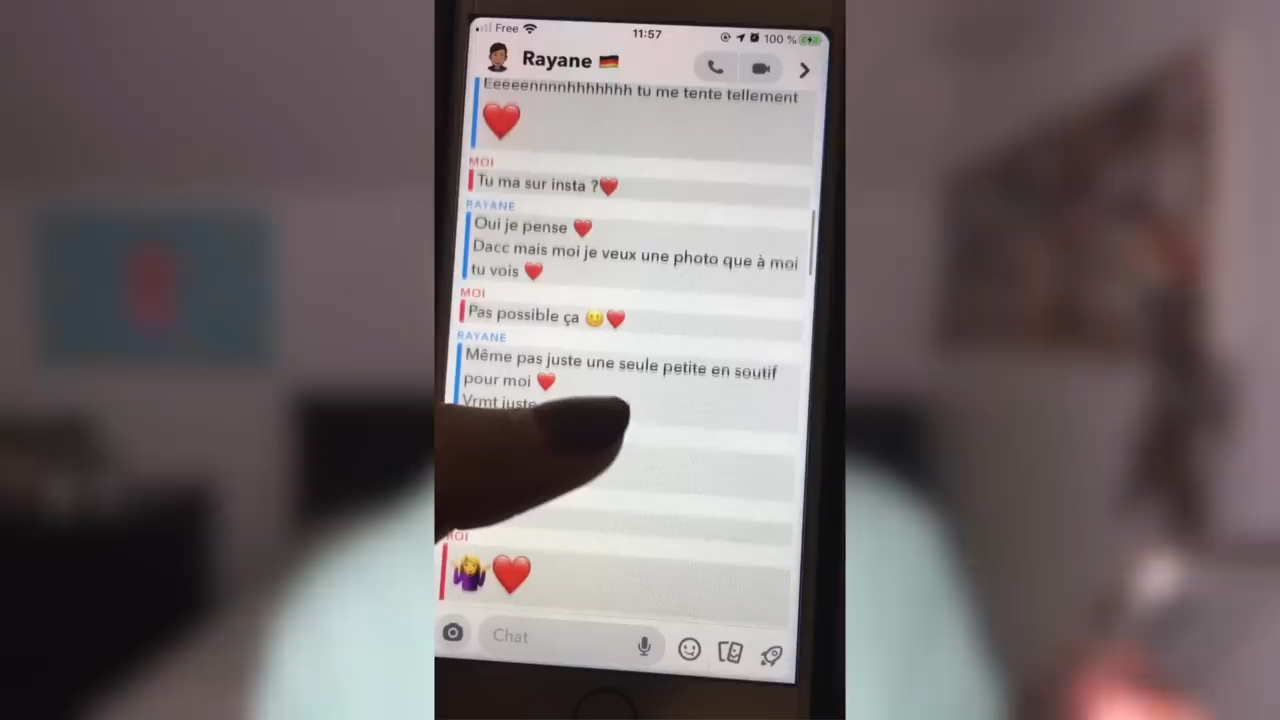 Free
11:57
100 %
Rayane 🇩🇪
Eeeeennnnhhhhhhh tu me tente tellement
❤️
MOI
Tu ma sur insta ?❤️
RAYANE
Oui je pense ❤️
Dacc mais moi je veux une photo que à moi
tu vois ❤️
MOI
Pas possible ça 😃❤️
RAYANE
Même pas juste une seule petite en soutif
pour moi ❤️
Vrmt juste
MOI
🤷‍♀️❤️
Chat